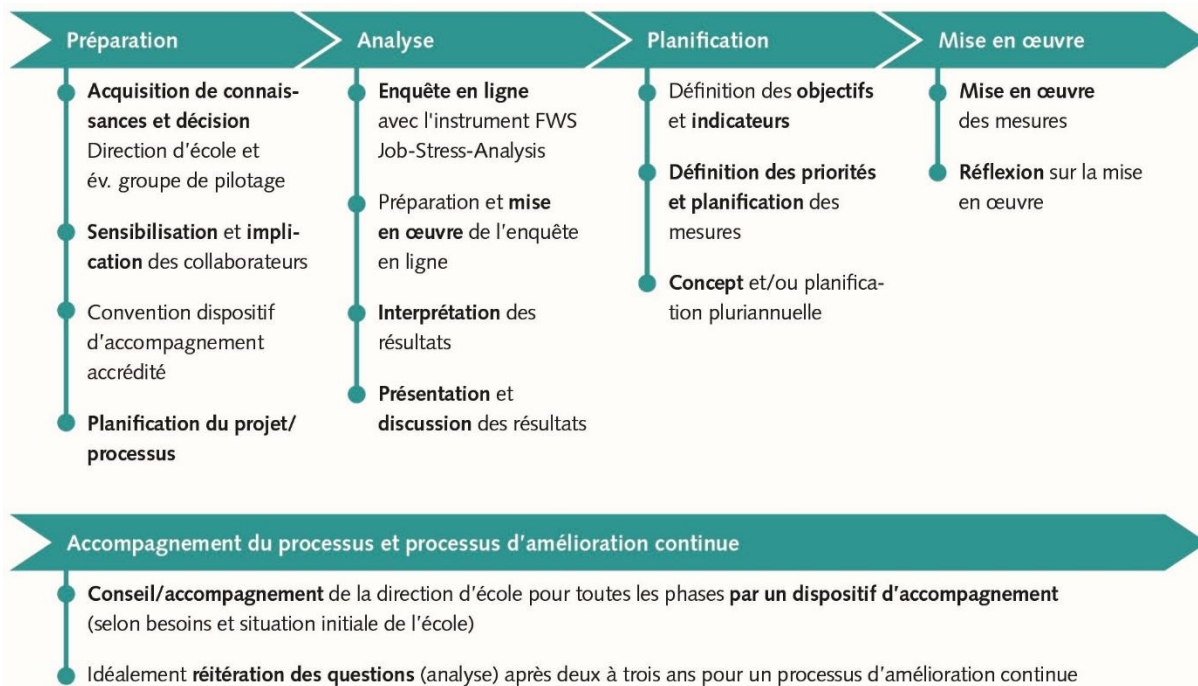 Préparation
Acquisition de connais-
sances et décision
Direction d'école et
év. groupe de pilotage
Sensibilisation et impli-
cation des collaborateurs
Convention dispositif
d'accompagnement
accrédité
Planification du projet/
processus
Analyse
Enquête en ligne
avec l'instrument FWS
Job-Stress-Analysis
Préparation et mise
en œuvre de l'enquête
en ligne
Interprétation des
résultats
Présentation et
discussion des résultats
Planification
Définition des objectifs
et indicateurs
Définition des priorités
et planification des
mesures
Concept et/ou planifica-
tion pluriannuelle
Mise en œuvre
Mise en œuvre
des mesures
Réflexion sur la mise
en œuvre
Accompagnement du processus et processus d'amélioration continue
Conseil/accompagnement de la direction d'école pour toutes les phases par un dispositif d'accompagnement
(selon besoins et situation initiale de l'école)
Idéalement réitération des questions (analyse) après deux à trois ans pour un processus d'amélioration continue